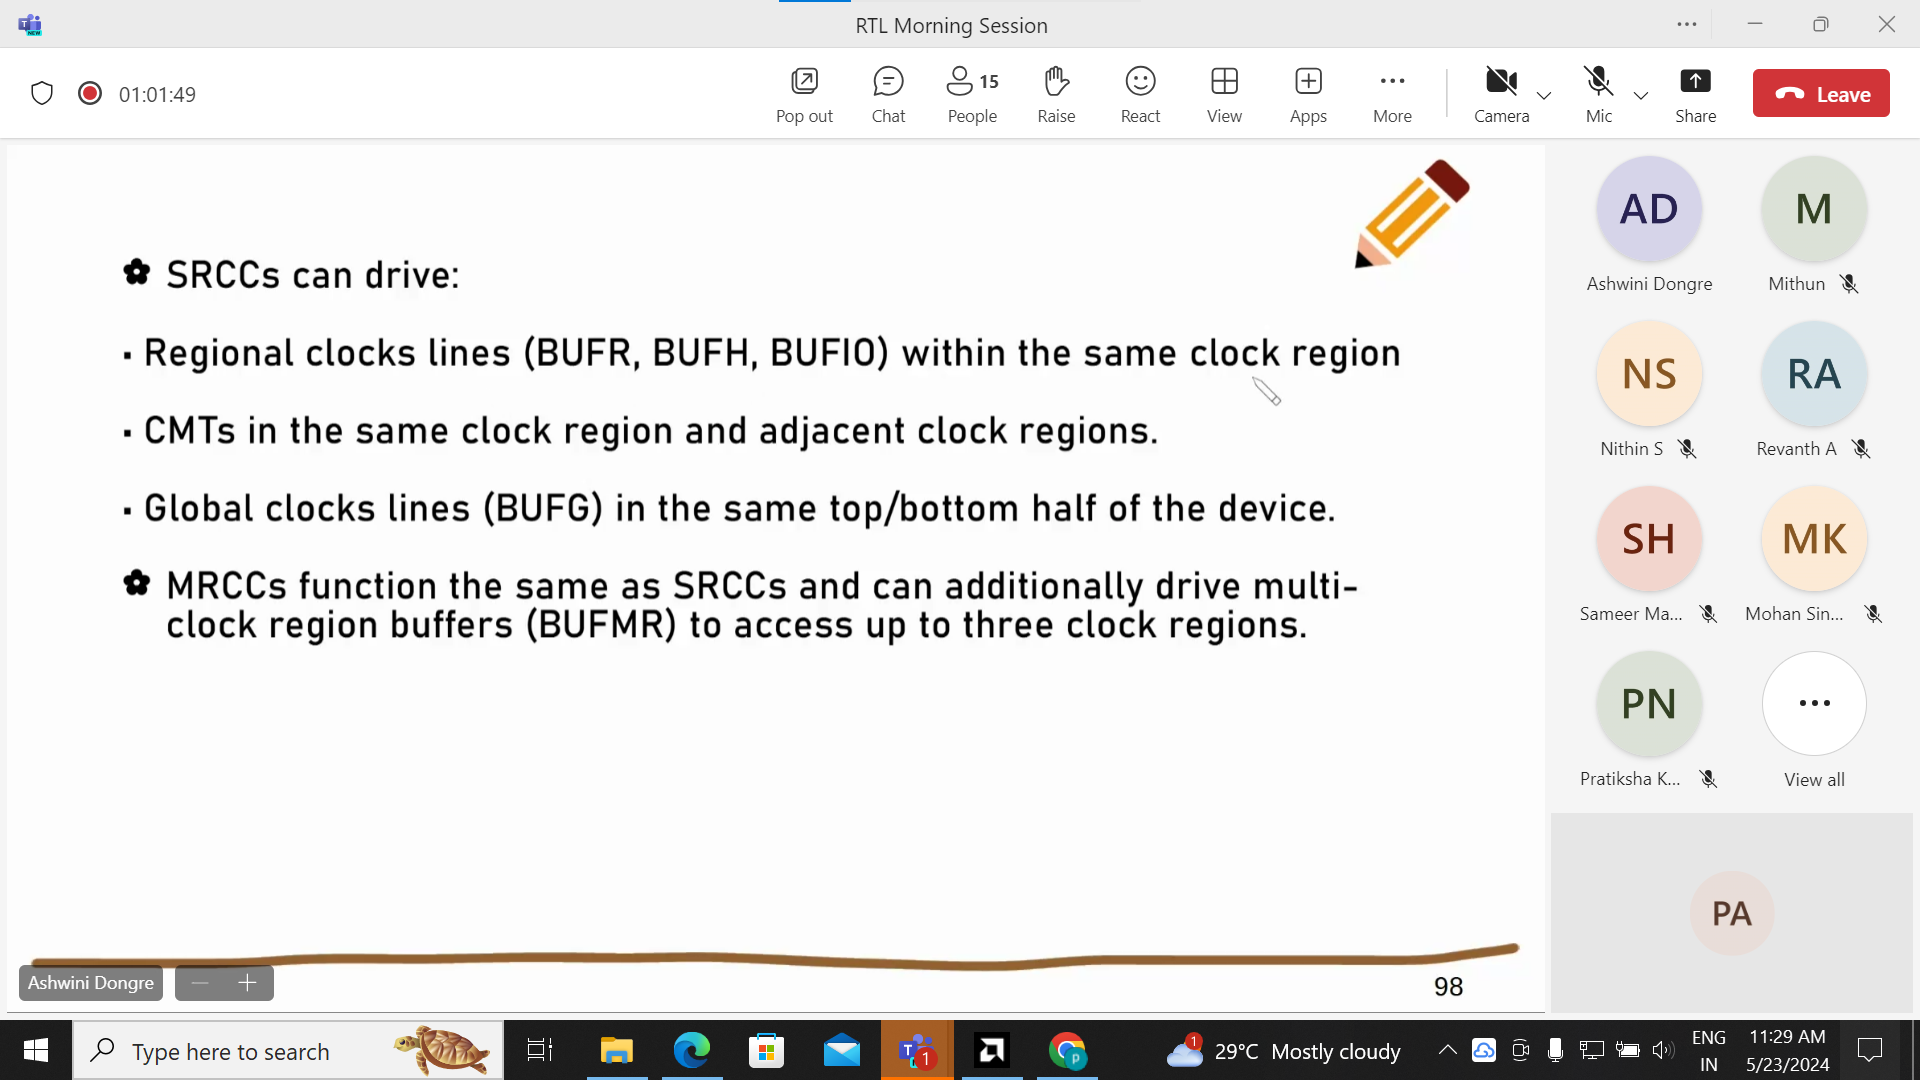 RTL Morning Session
01:01:49
Pop out
Chat
15
People
Raise
React
View
Apps
More
Camera
Mic
Share
Leave
SRCCs can drive:
Regional clocks lines (BUFR, BUFH, BUFIO) within the same clock region
CMTs in the same clock region and adjacent clock regions.
Global clocks lines (BUFG) in the same top/bottom half of the device.
MRCCs function the same as SRCCs and can additionally drive multi-
clock region buffers (BUFMR) to access up to three clock regions.
98
Ashwini Dongre
AD
Ashwini Dongre
M
Mithun
NS
Nithin S
RA
Revanth A
SH
Sameer Ma...
MK
Mohan Sin...
PN
Pratiksha K...
View all
PA
Type here to search
1
1
29°C Mostly cloudy
ENG
IN
11:29 AM
5/23/2024